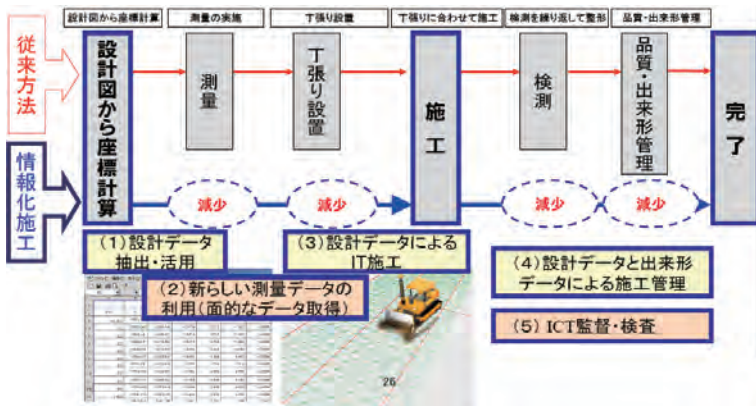 設計図から座標計算
測量の実施
丁張り設置
丁張りに合わせて施工
検測を繰り返して整形
品質・出来形管理
従来方法
設計図から座標計算
測量
丁張り設置
施工
検測
品質・出来形管理
完了
情報化施工
減少
減少
減少
減少
(1)設計データ
抽出・活用
(2)新らしい測量データの
利用(面的なデータ取得)
(3)設計データによる
IT施工
(4)設計データと出来形
データによる施工管理
(5) ICT監督・検査
26